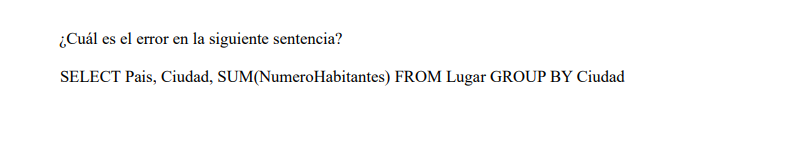 ¿Cuál es el error en la siguiente sentencia?
SELECT Pais, Ciudad, SUM(NumeroHabitantes) FROM Lugar GROUP BY Ciudad